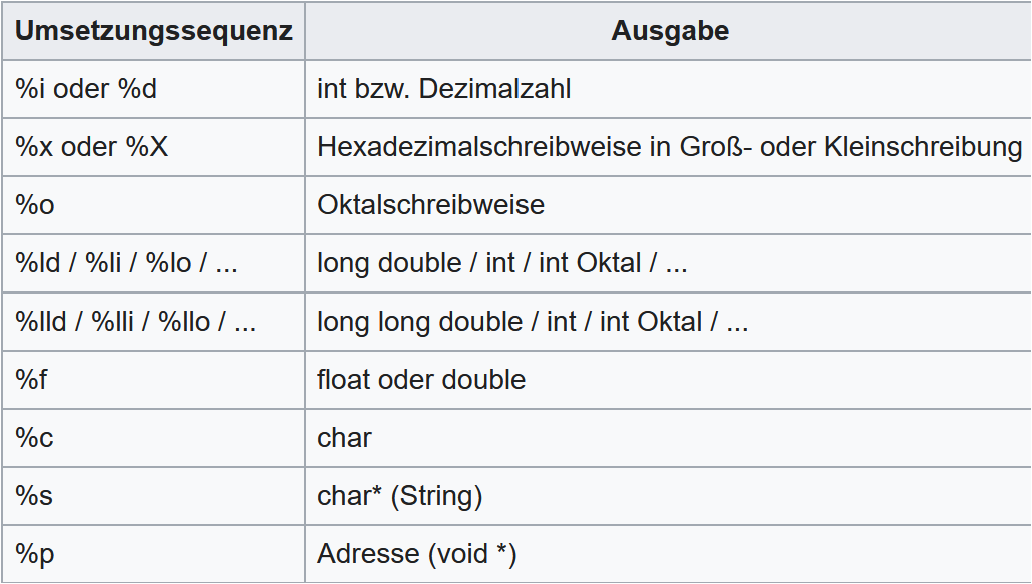 Umsetzungssequenz Ausgabe
%i oder %d int bzw. Dezimalzahl
%x oder %X Hexadezimalschreibweise in Groß- oder Kleinschreibung
%o Oktalschreibweise
%ld / %li / %lo / ... long double / int / int Oktal / ...
%lld / %lli / %llo / ... long long double / int / int Oktal / ...
%f float oder double
%c char
%s char* (String)
%p Adresse (void *)